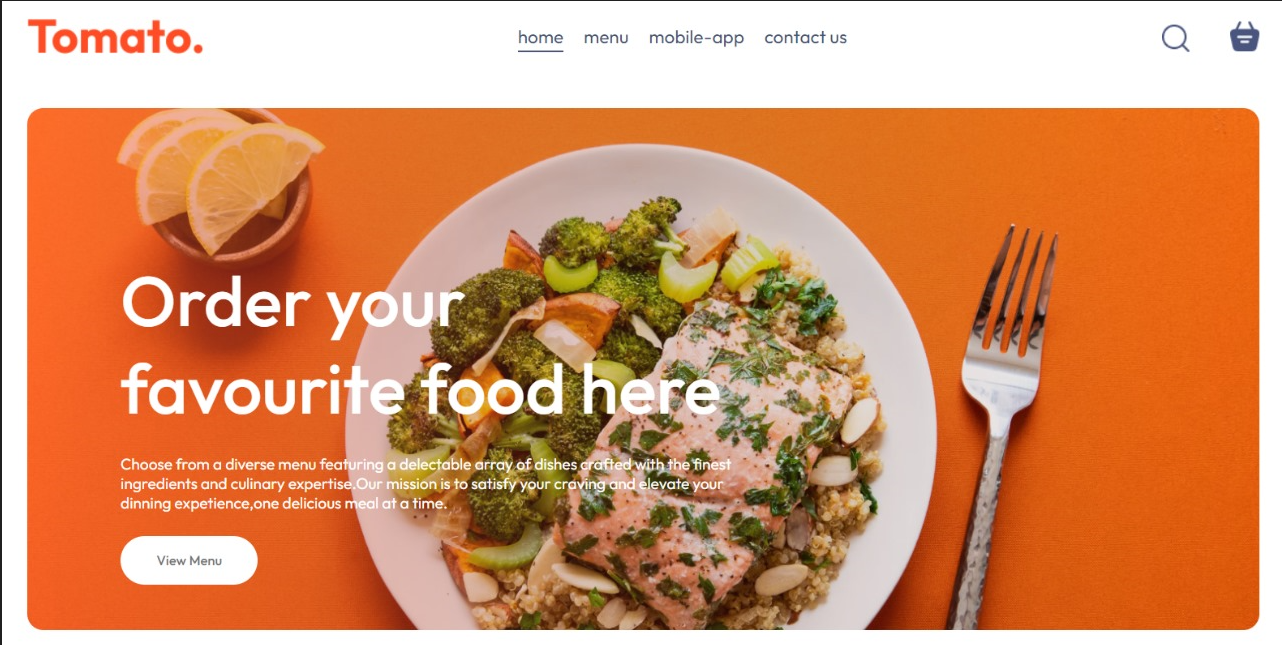 Tomato.
home menu mobile-app contact us
Order your
favourite food here
Choose from a diverse menu featuring a delectable array of dishes crafted with the finest
ingredients and culinary expertise.Our mission is to satisfy your craving and elevate your
dinning expetience,one delicious meal at a time.
View Menu